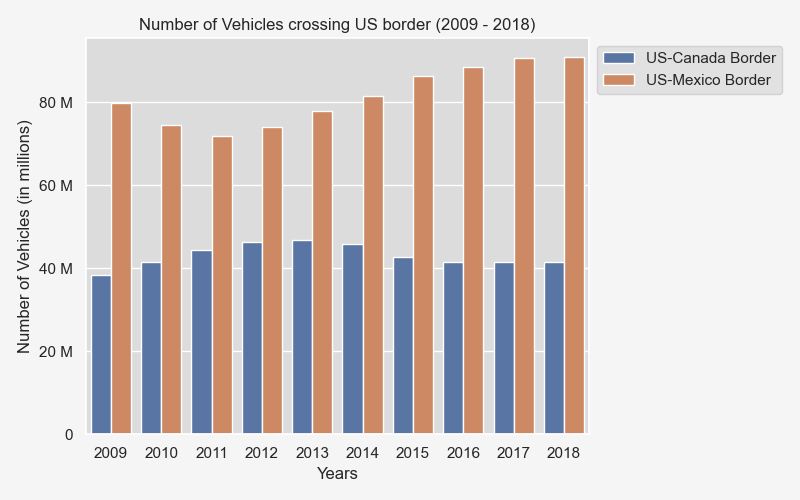 Number of Vehicles crossing US border (2009 - 2018)
US-Canada Border
US-Mexico Border
Number of Vehicles (in millions)
80 M
60 M
40 M
20 M
0
2009 2010 2011 2012 2013 2014 2015 2016 2017 2018
Years